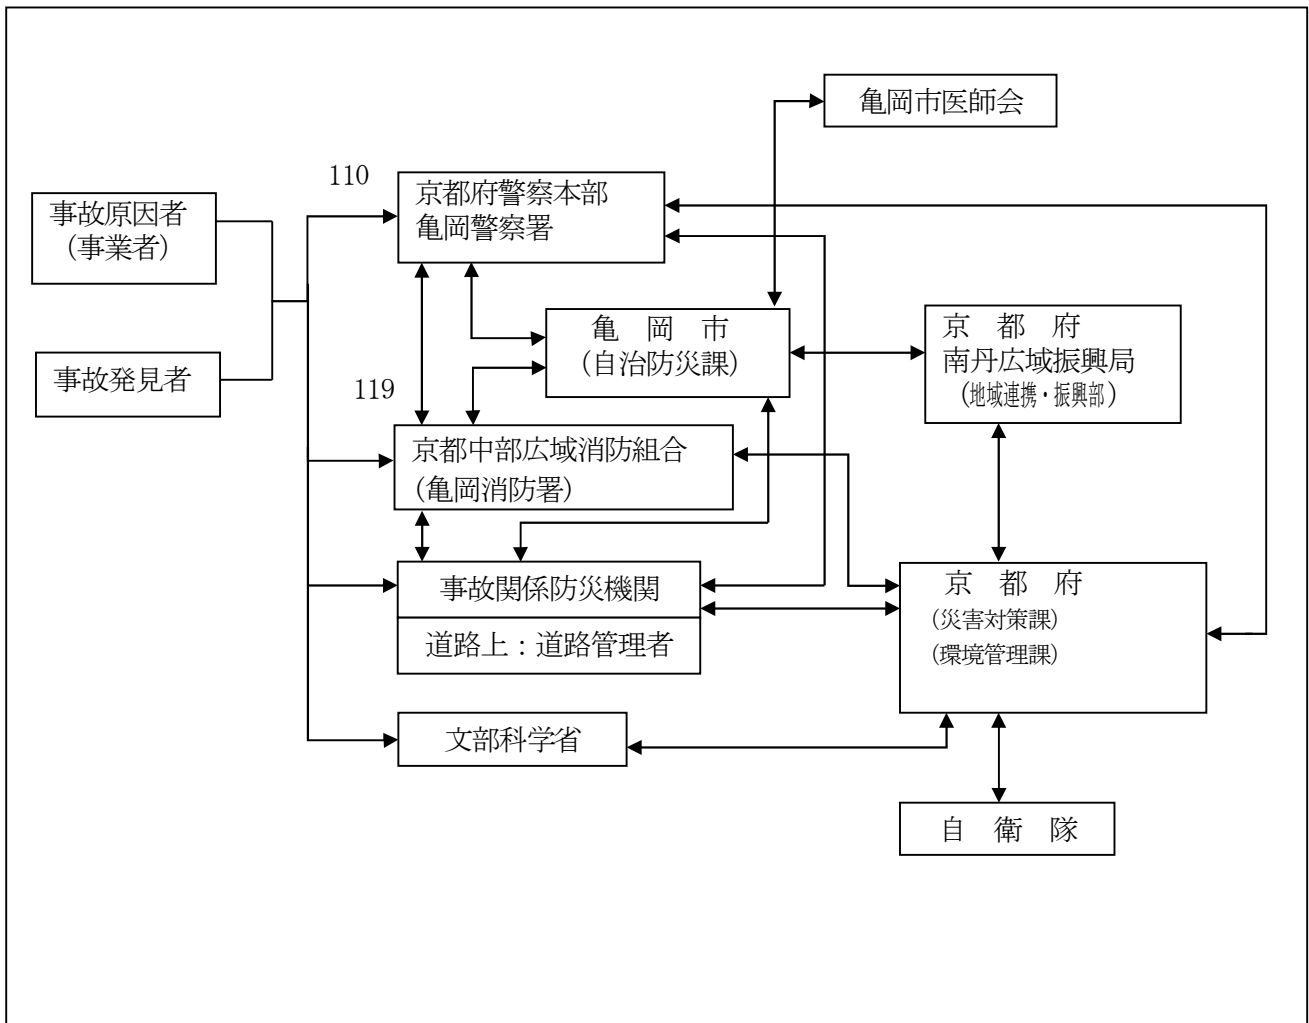 亀岡市医師会
110
京都府警察本部
亀岡警察署
事故原因者
(事業者)
亀　岡　市
(自治防災課)
京　都　府
南丹広域振興局
(地域連携・振興部)
事故発見者
119
京都中部広域消防組合
(亀岡消防署)
事故関係防災機関
道路上：道路管理者
京　都　府
(災害対策課)
(環境管理課)
文部科学省
自　衛　隊